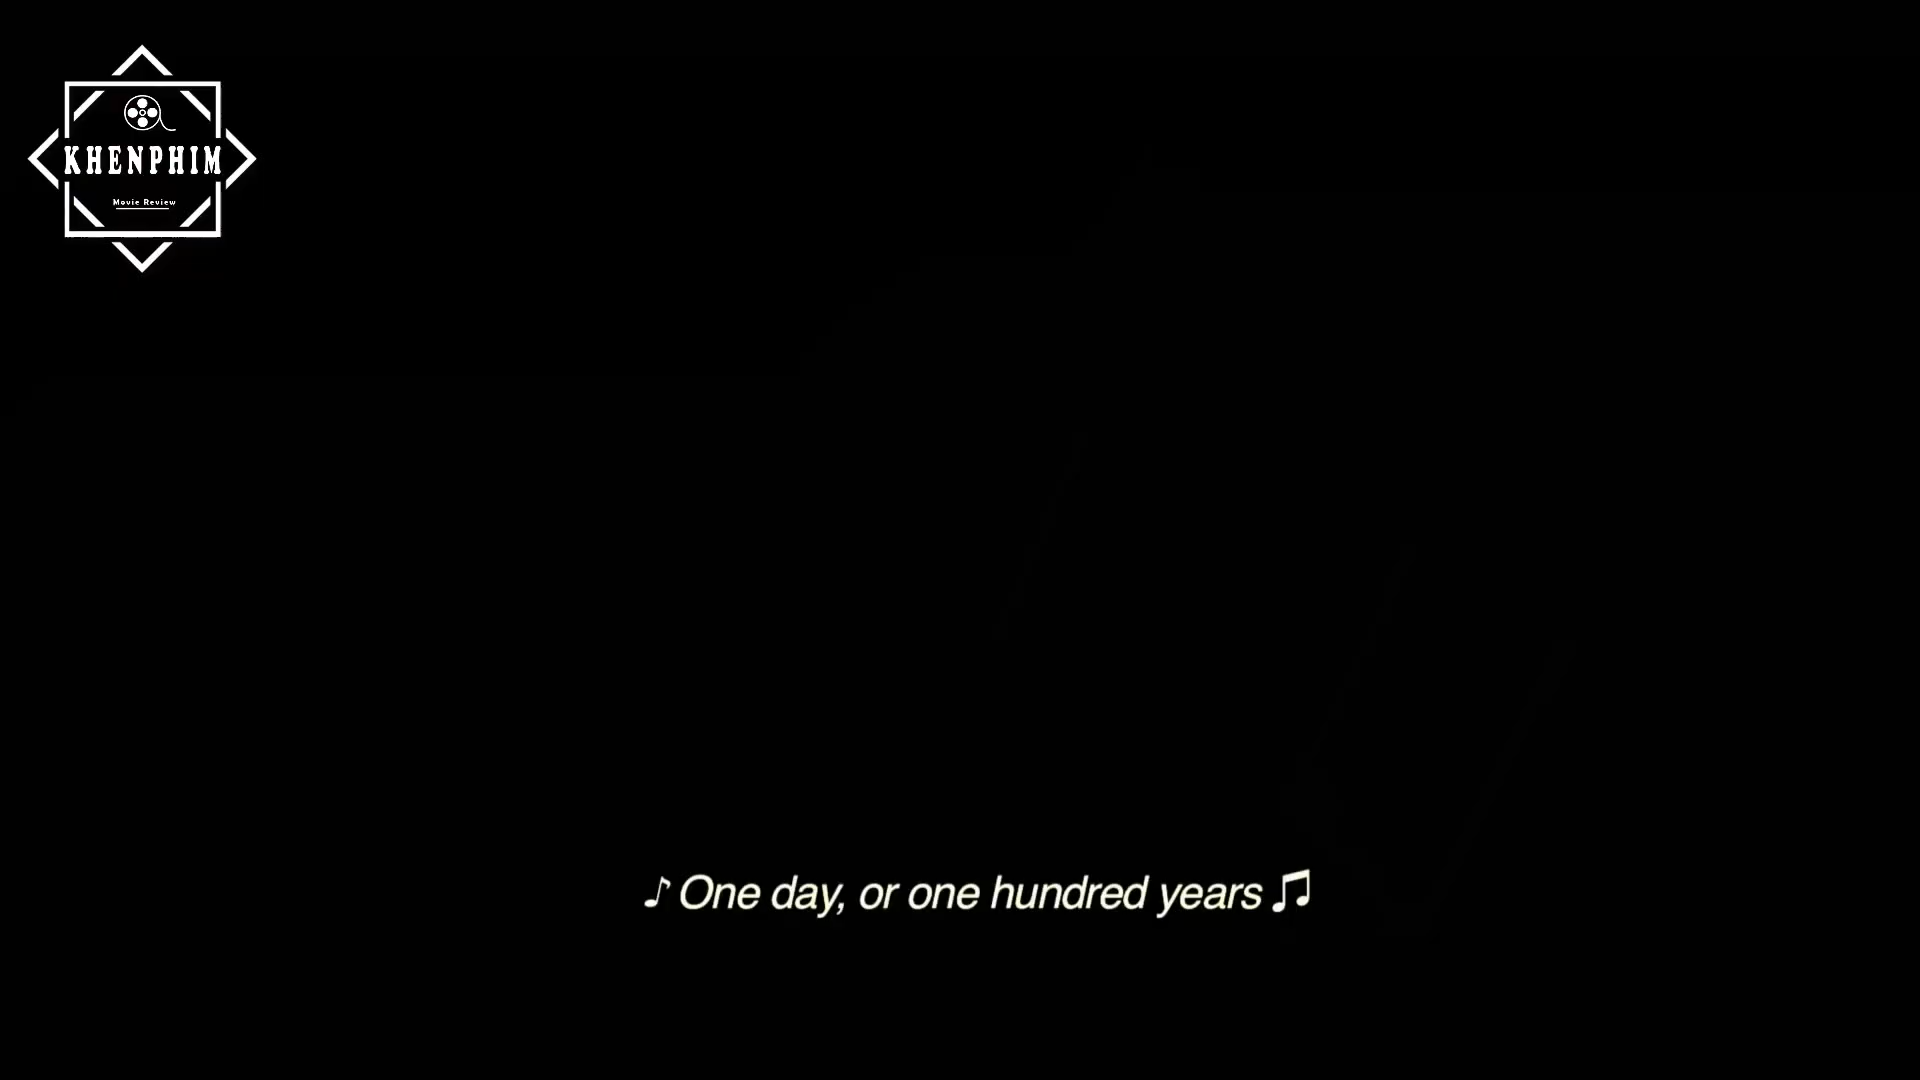 KHENPHIM
Movie Review
♪ One day, or one hundred years ♫